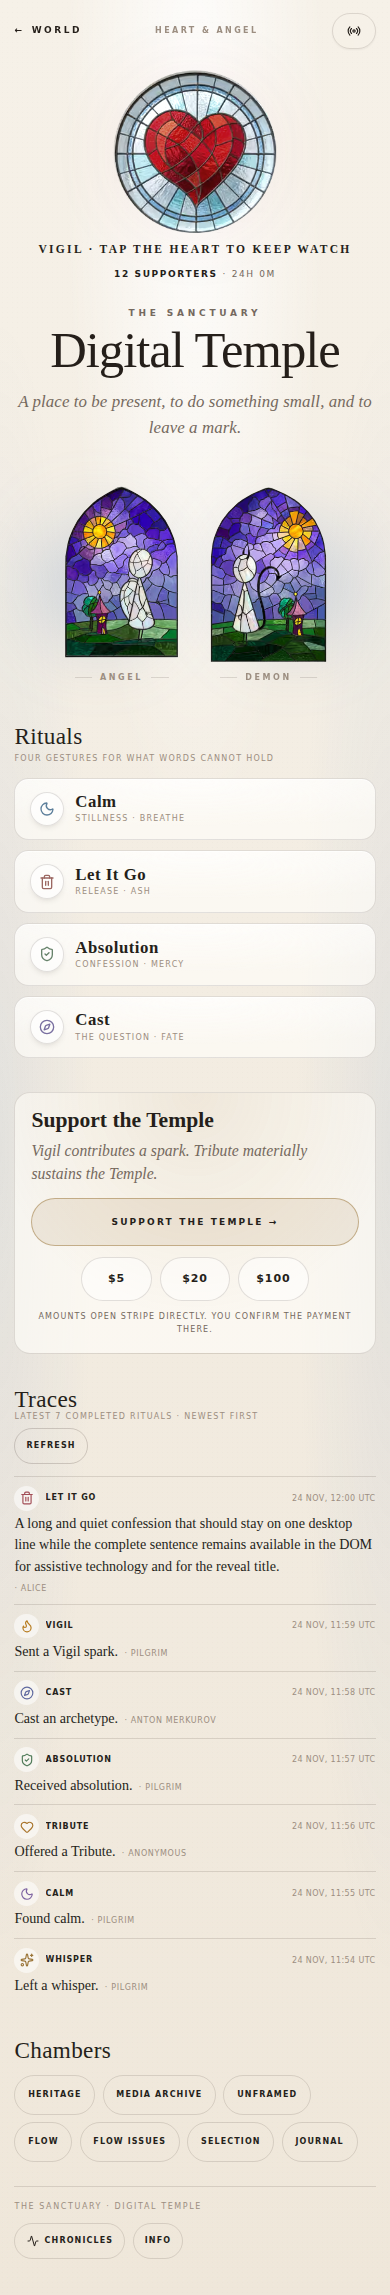 ← WORLD
HEART & ANGEL
VIGIL · TAP THE HEART TO KEEP WATCH
12 SUPPORTERS · 24H 0M
THE SANCTUARY
Digital Temple
A place to be present, to do something small, and to
leave a mark.
ANGEL
DEMON
Rituals
FOUR GESTURES FOR WHAT WORDS CANNOT HOLD
Calm
STILLNESS · BREATHE
Let It Go
RELEASE · ASH
Absolution
CONFESSION · MERCY
Cast
THE QUESTION · FATE
Support the Temple
Vigil contributes a spark. Tribute materially
sustains the Temple.
SUPPORT THE TEMPLE →
$5
$20
$100
AMOUNTS OPEN STRIPE DIRECTLY. YOU CONFIRM THE PAYMENT
THERE.
Traces
LATEST 7 COMPLETED RITUALS · NEWEST FIRST
REFRESH
LET IT GO
24 NOV, 12:00 UTC
A long and quiet confession that should stay on one desktop
line while the complete sentence remains available in the DOM
for assistive technology and for the reveal title.
· ALICE
VIGIL
24 NOV, 11:59 UTC
Sent a Vigil spark. · PILGRIM
CAST
24 NOV, 11:58 UTC
Cast an archetype. · ANTON MERKUROV
ABSOLUTION
24 NOV, 11:57 UTC
Received absolution. · PILGRIM
TRIBUTE
24 NOV, 11:56 UTC
Offered a Tribute. · ANONYMOUS
CALM
24 NOV, 11:55 UTC
Found calm. · PILGRIM
WHISPER
24 NOV, 11:54 UTC
Left a whisper. · PILGRIM
Chambers
HERITAGE
MEDIA ARCHIVE
UNFRAMED
FLOW
FLOW ISSUES
SELECTION
JOURNAL
THE SANCTUARY · DIGITAL TEMPLE
CHRONICLES
INFO